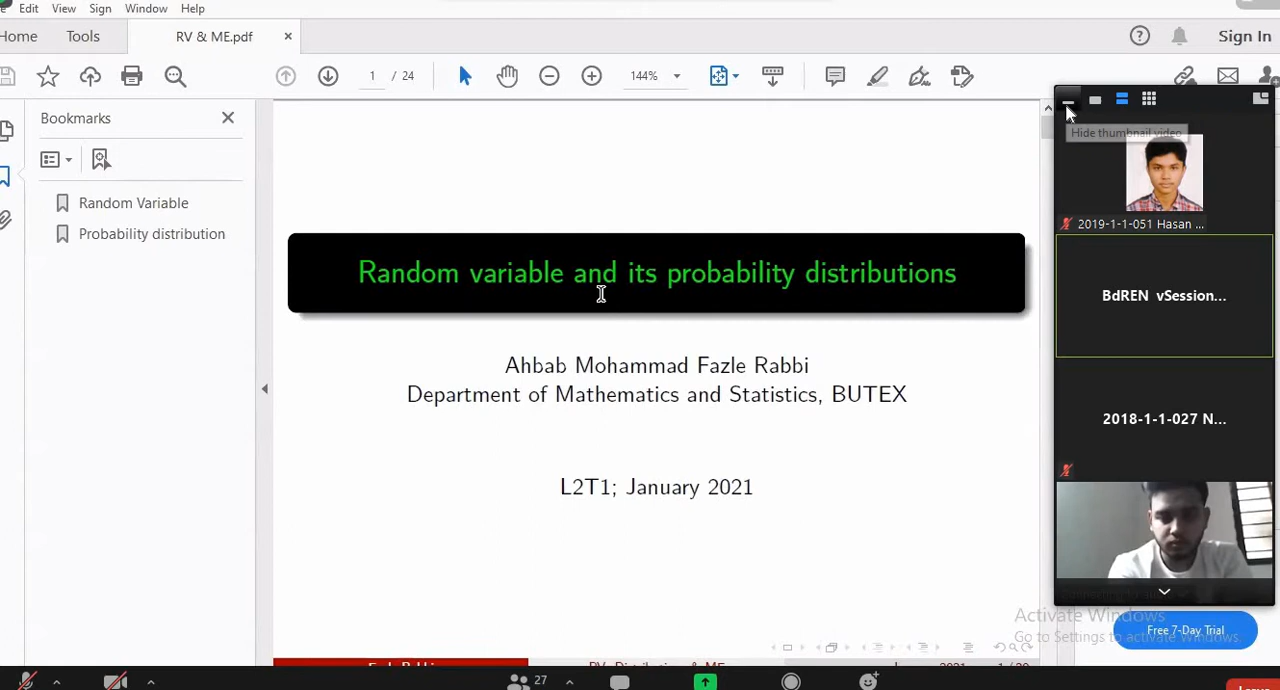 Edit View Sign Window Help
Home Tools RV & ME.pdf
Sign In
1 / 24 144%
Bookmarks
Hide thumbnail video
Random Variable
Probability distribution
2019-1-1-051 Hasan ...
Random variable and its probability distributions
BdREN vSession...
Ahbab Mohammad Fazle Rabbi
Department of Mathematics and Statistics, BUTEX
2018-1-1-027 N...
L2T1; January 2021
Activate Windows
Go to Settings to activate Windows.
Free 7-Day Trial
27